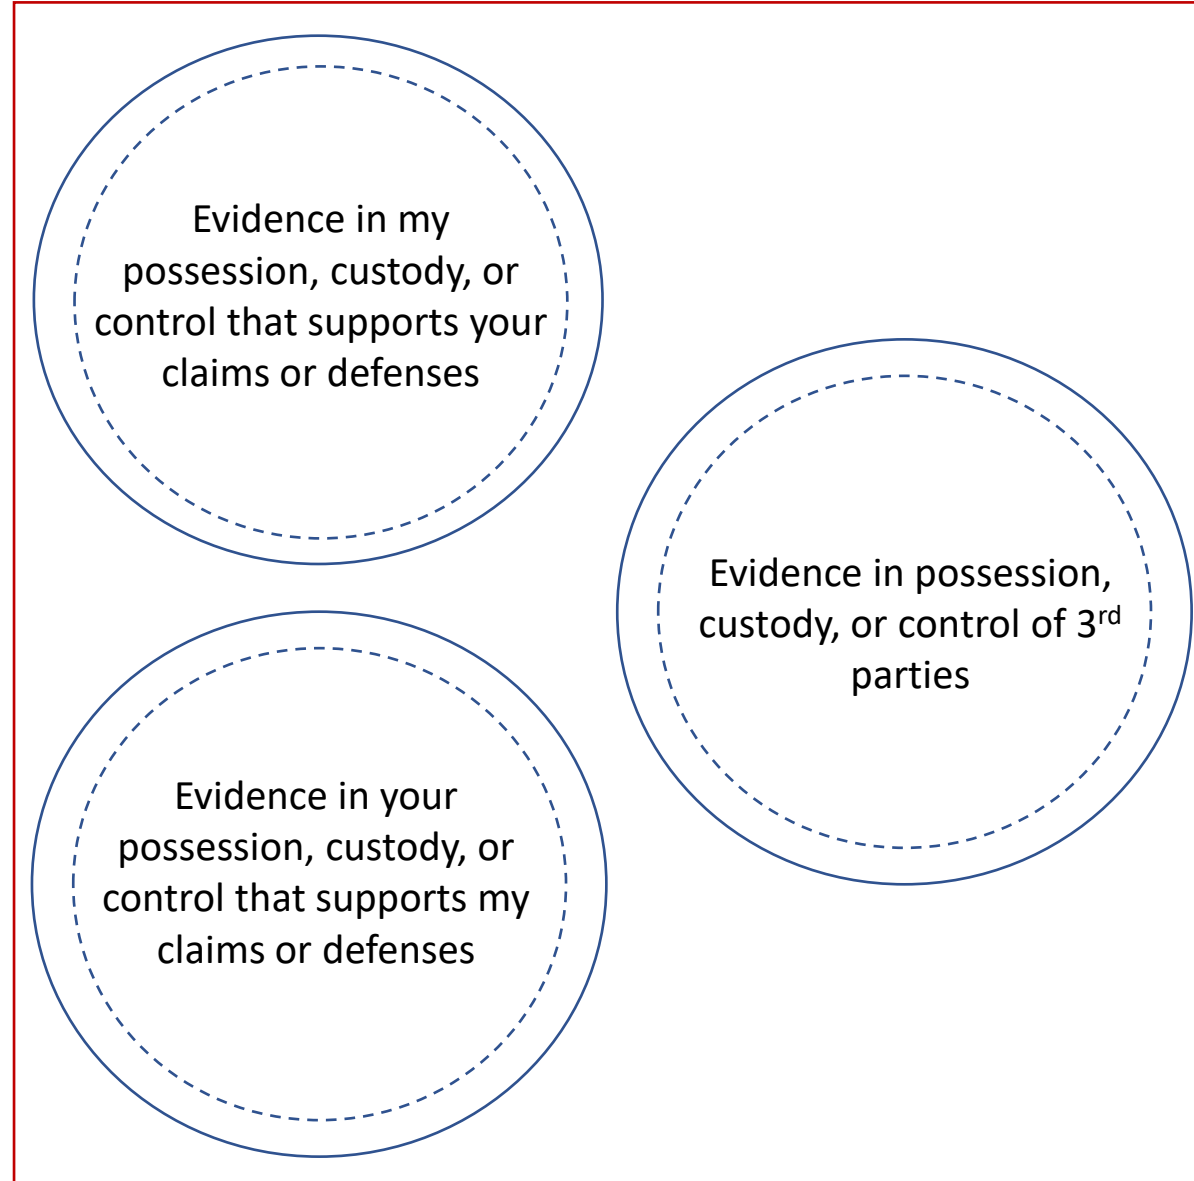 Evidence in my
possession, custody, or
control that supports your
claims or defenses
Evidence in possession,
custody, or control of 3rd
parties
Evidence in your
possession, custody, or
control that supports my
claims or defenses